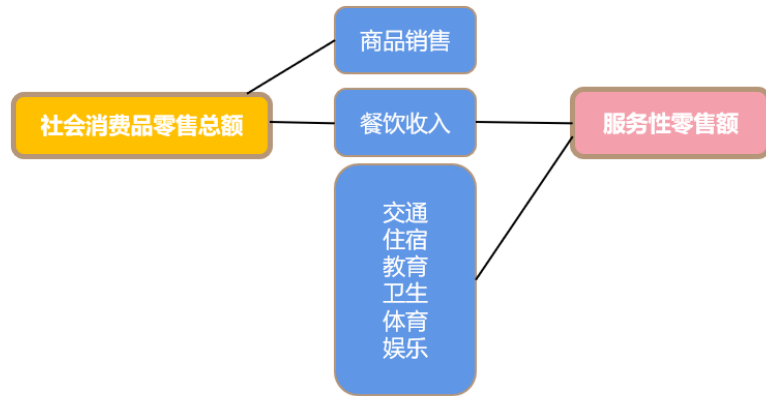 商品销售
社会消费品零售总额
餐饮收入
服务性零售额
交通
住宿
教育
卫生
体育
娱乐